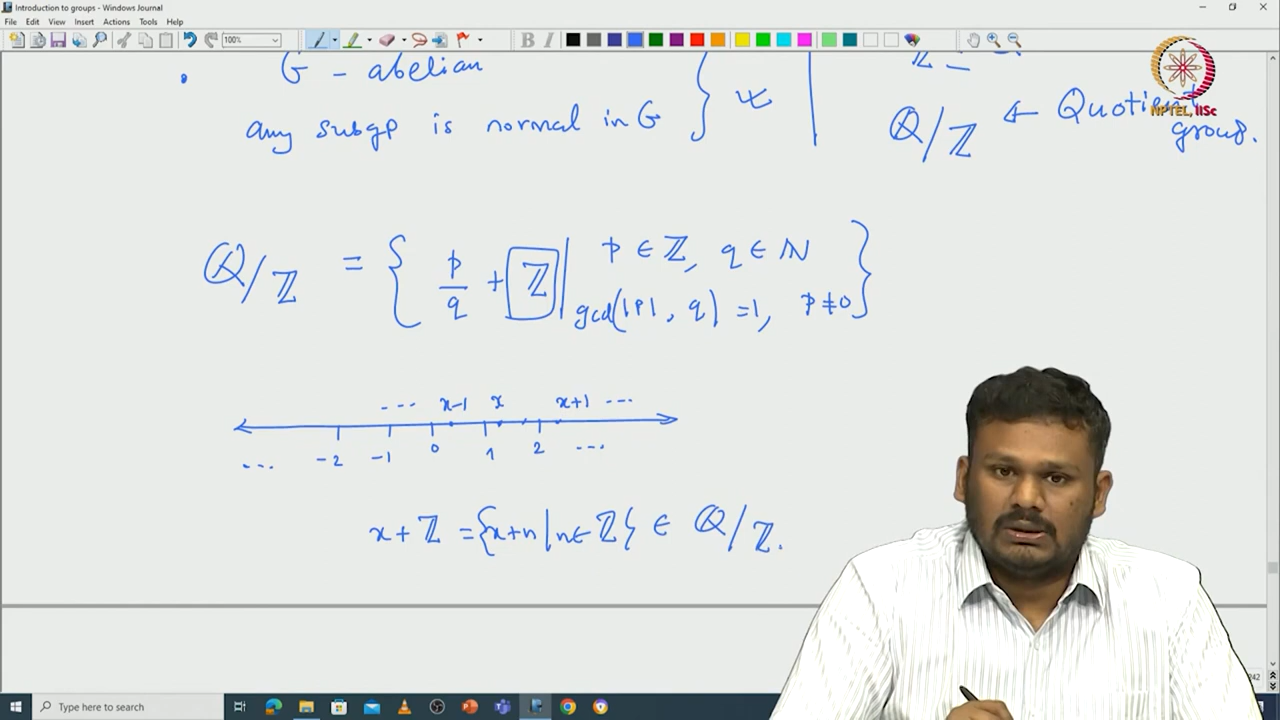 Introduction to groups - Windows Journal
File Edit View Insert Actions Tools Help
100%
B I
G - abelian
any subgp is normal in G
Q/Z ← Quotient group.
NPTEL, IISc
Q/Z = { p/q + Z | p ∈ Z, q ∈ N
gcd(|p|, q) = 1, p ≠ 0 }
--- x-1 x x+1 ---
... -2 -1 0 1 2 ...
x + Z = {x+n | n ∈ Z} ∈ Q/Z.
Type here to search